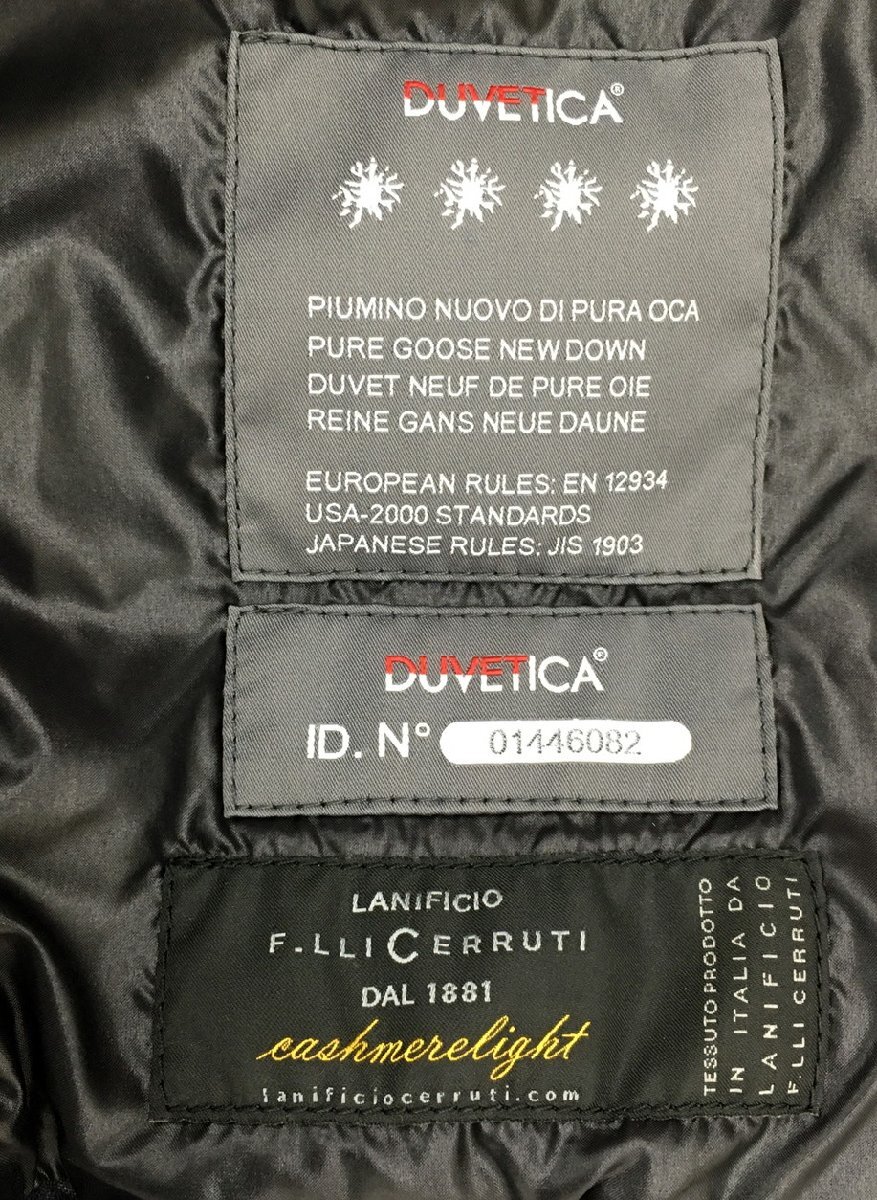 DUVETICA®
PIUMINO NUOVO DI PURA OCA
PURE GOOSE NEW DOWN
DUVET NEUF DE PURE OIE
REINE GANS NEUE DAUNE
EUROPEAN RULES: EN 12934
USA-2000 STANDARDS
JAPANESE RULES: JIS 1903
DUVETICA®
ID. N° 01446082
LANIFICIO
F.LLI CERRUTI
DAL 1881
cashmerelight
lanificiocerruti.com
TESSUTO PRODOTTO
IN ITALIA DA
LANIFICIO
F.LLI CERRUTI